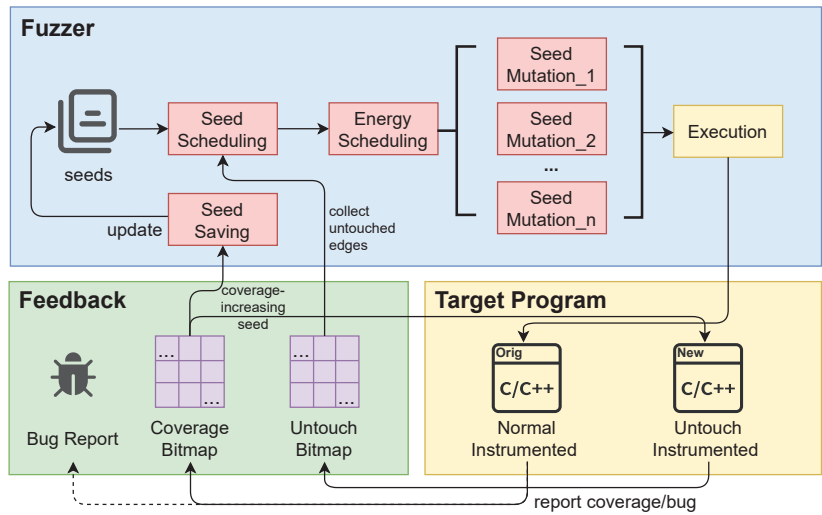 Fuzzer
seeds
Seed
Scheduling
Energy
Scheduling
Seed
Mutation_1
Seed
Mutation_2
...
Seed
Mutation_n
Execution
update
Seed
Saving
collect
untouched
edges
Feedback
coverage-
increasing
seed
Bug Report
...
...
Coverage
Bitmap
...
...
Untouch
Bitmap
Target Program
Orig
C/C++
Normal
Instrumented
New
C/C++
Untouch
Instrumented
report coverage/bug